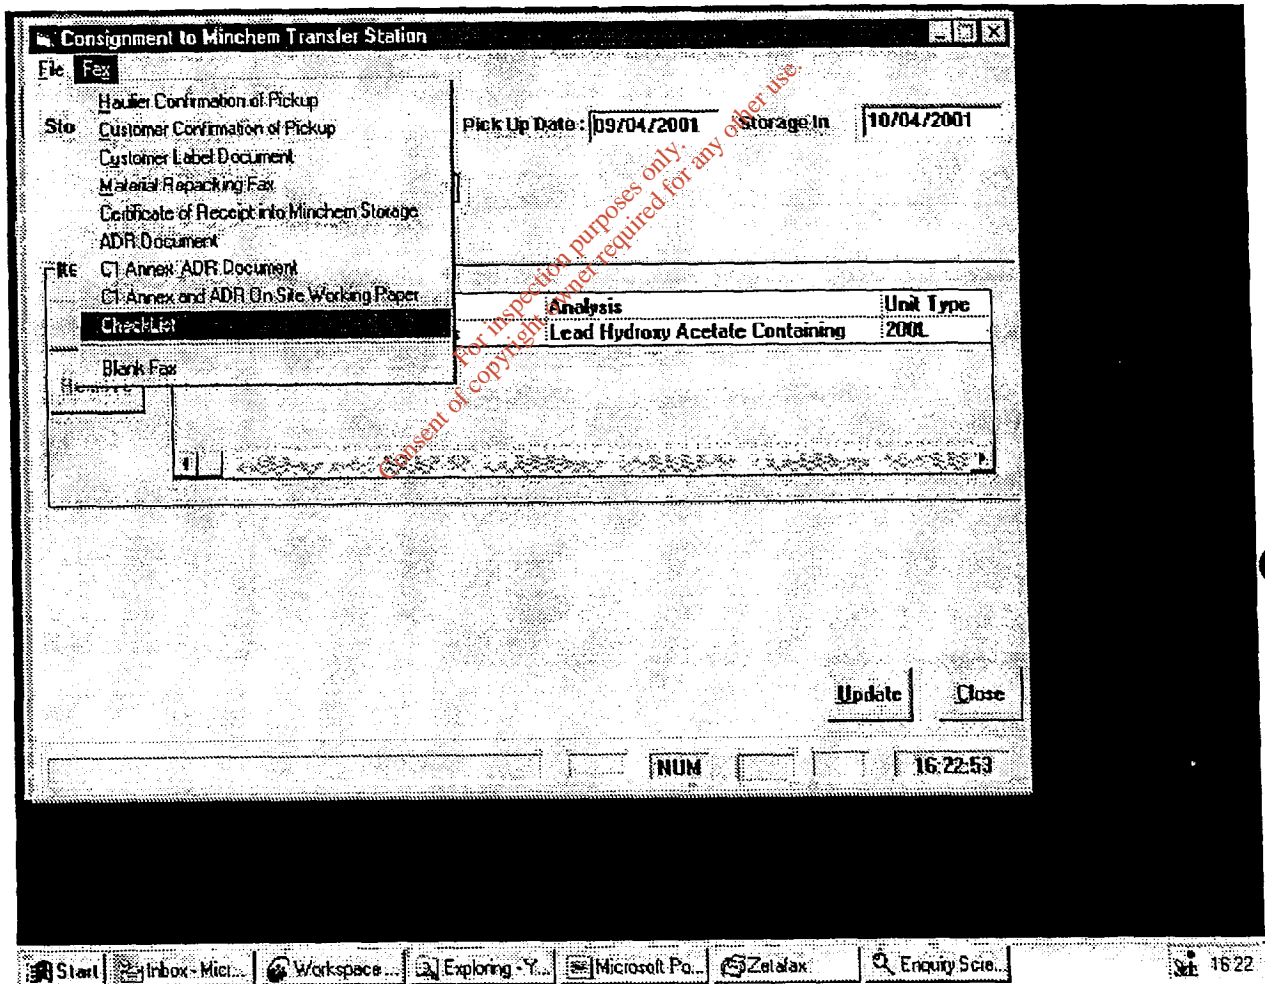 Consignment to Minchem Transfer Station
File Fax
Haulier Confirmation of Pickup
Customer Confirmation of Pickup
Customer Label Document
Material Repacking Fax
Certificate of Receipt into Minchem Storage
ADR Document
C1 Annex ADR Document
C1 Annex and ADR On Site Working Paper
CheckList
Blank Fax
Sto
Pick Up Date : 09/04/2001 Storage In 10/04/2001
Analysis Unit Type
Lead Hydroxy Acetate Containing 200L
Update Close
NUM 16:22:53
For inspection purposes only.
Consent of copyright owner required for any other use.
Start Inbox - Micr... Workspace ... Exploring - Y... Microsoft Po... Zetafax Enquiry Scre... 16:22